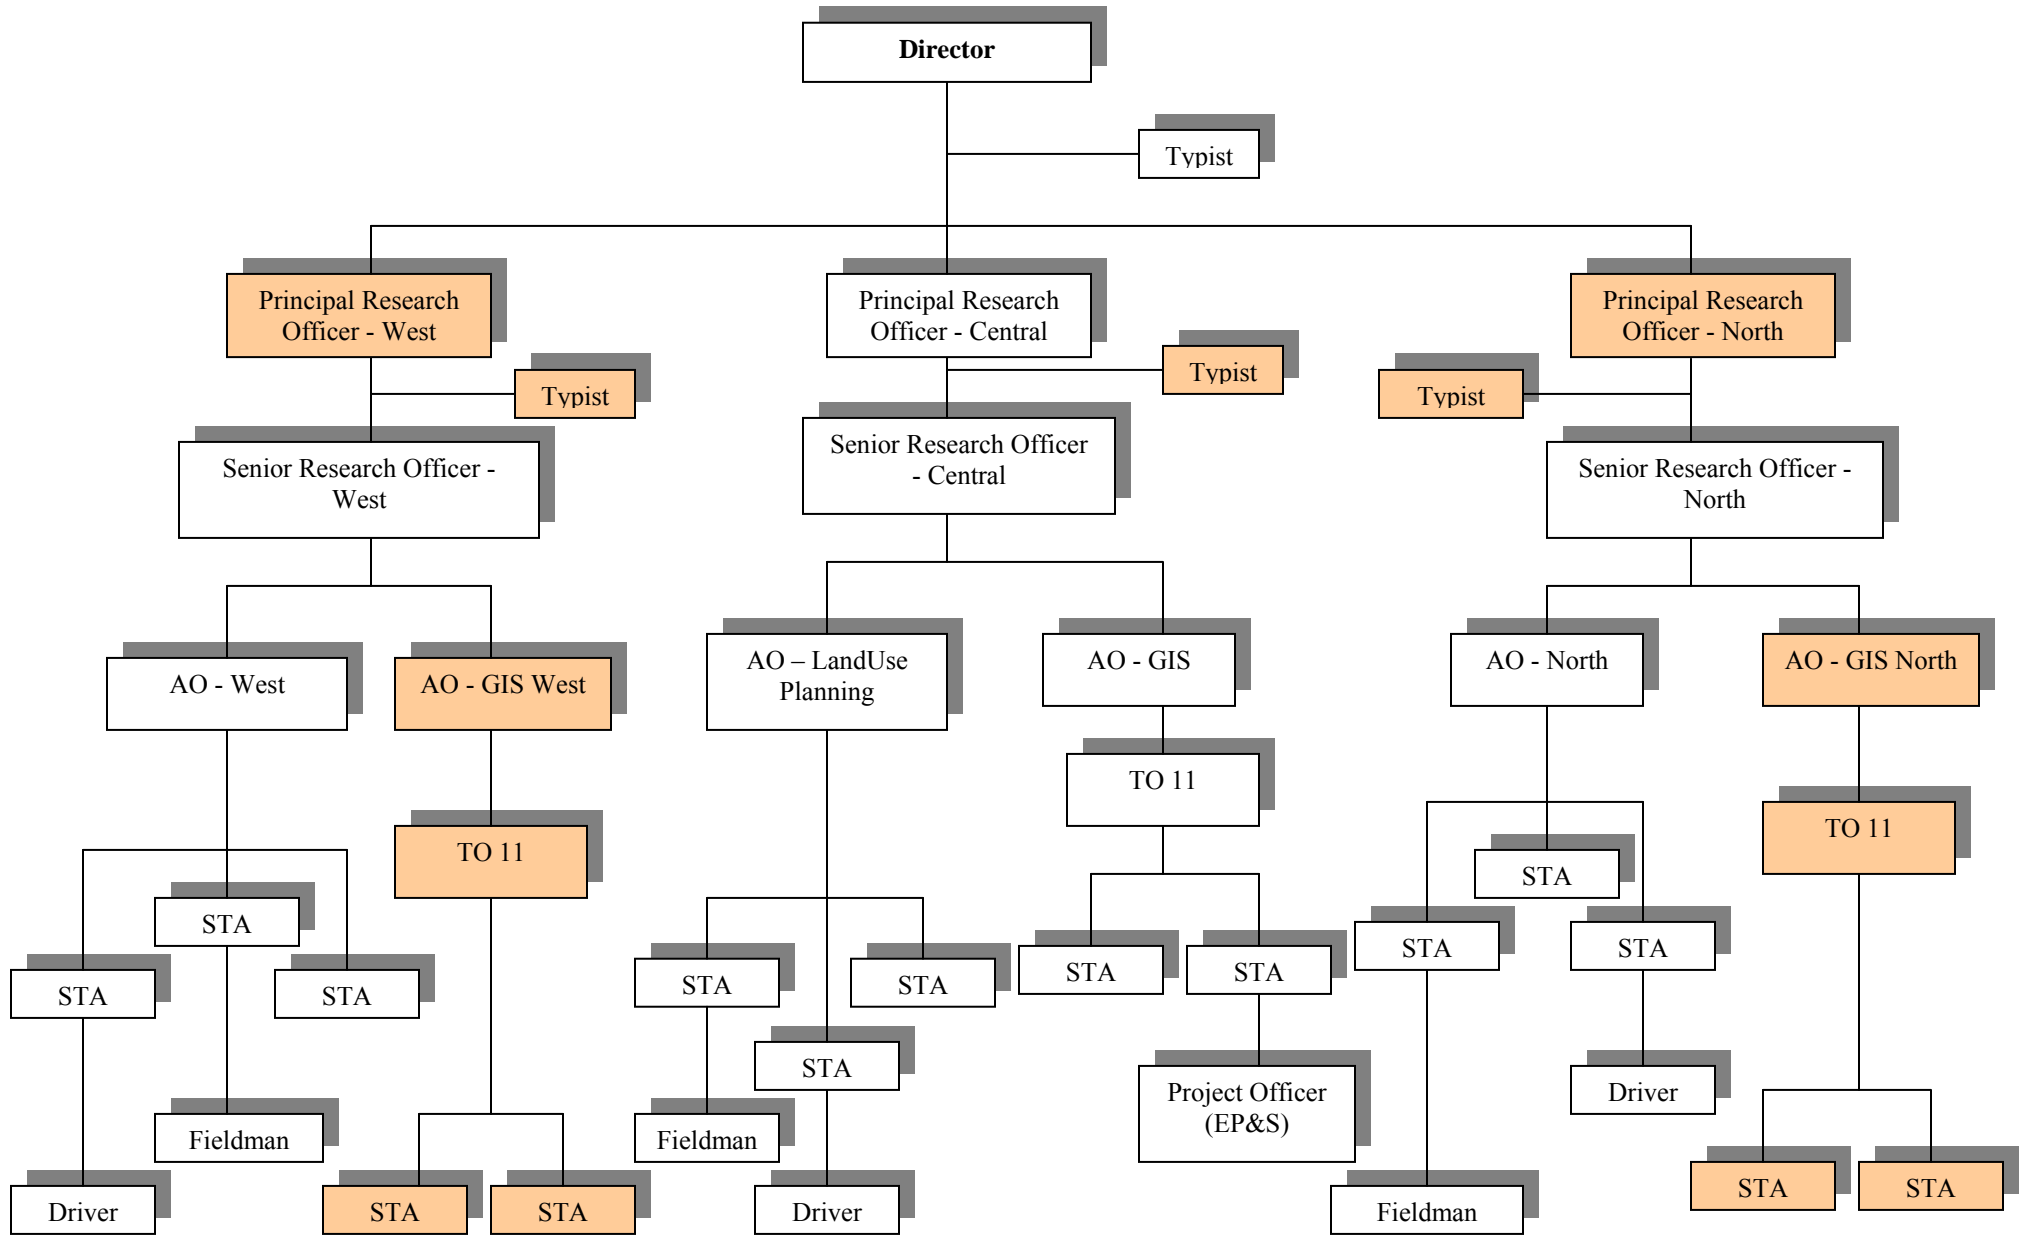 Director
Typist
Principal Research
Officer - West
Principal Research
Officer - Central
Principal Research
Officer - North
Typist
Typist
Typist
Senior Research Officer -
West
Senior Research Officer
- Central
Senior Research Officer -
North
AO - West
AO - GIS West
AO – LandUse
Planning
AO - GIS
AO - North
AO - GIS North
TO 11
TO 11
TO 11
STA
STA
STA
STA
STA
STA
STA
STA
STA
STA
STA
Fieldman
Driver
STA
STA
Fieldman
Driver
Project Officer
(EP&S)
Fieldman
Driver
STA
STA